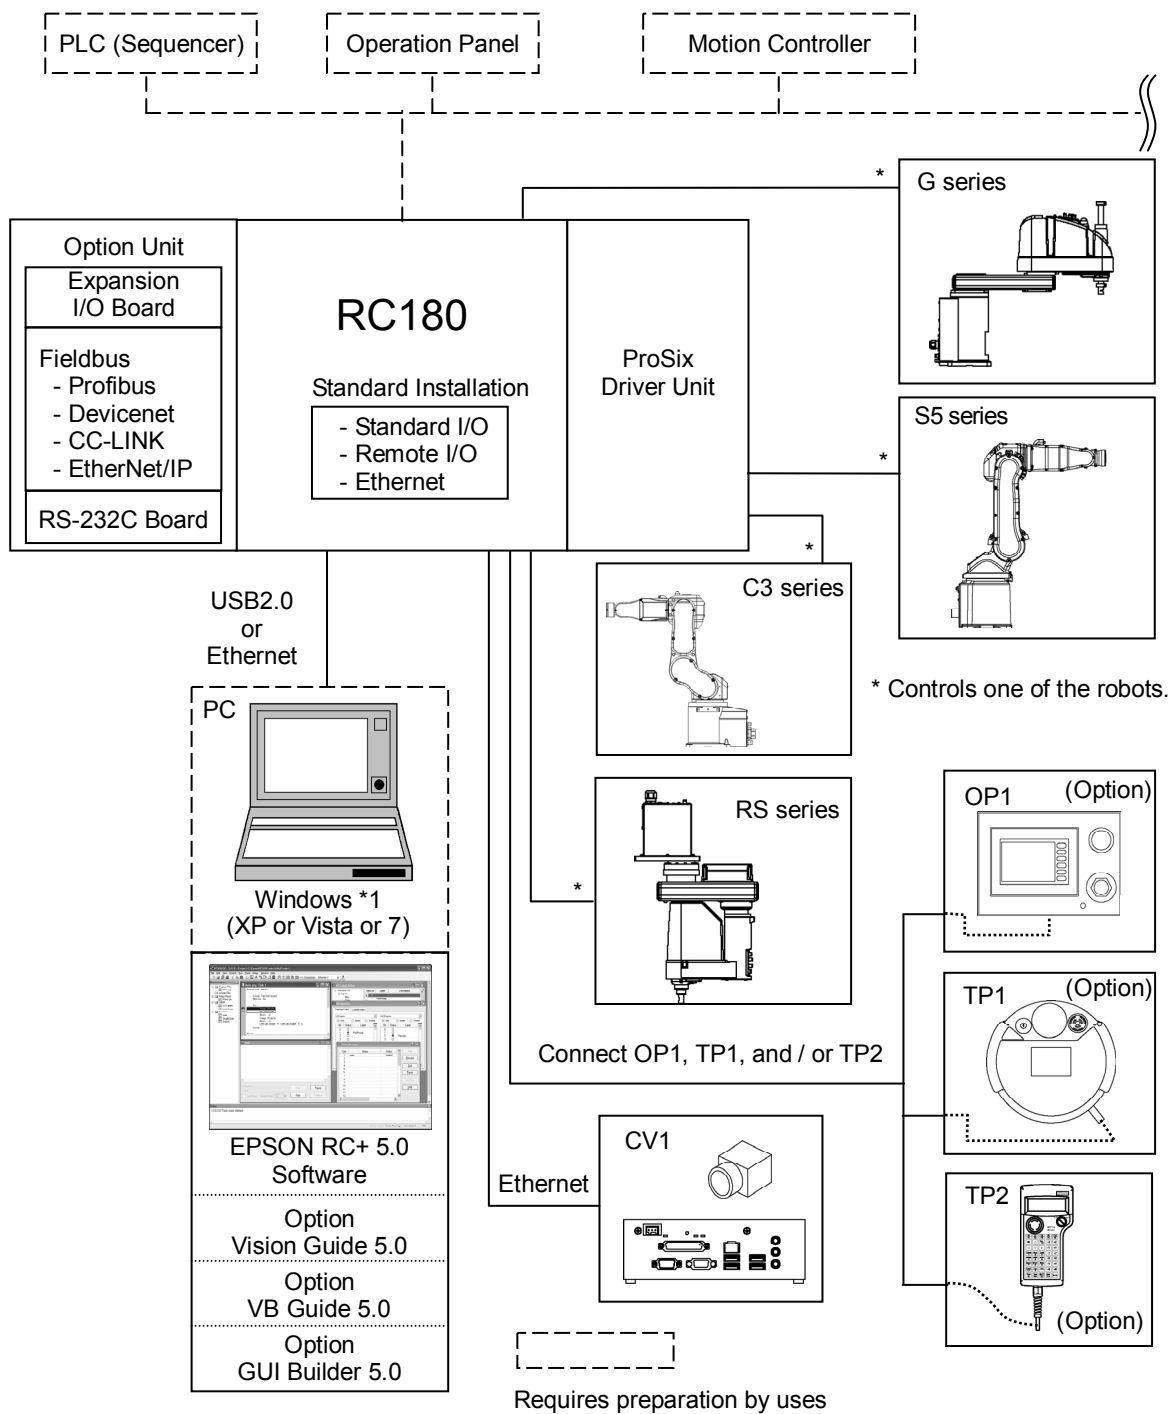 PLC (Sequencer)
Operation Panel
Motion Controller
*
G series
Option Unit
Expansion
I/O Board
Fieldbus
- Profibus
- Devicenet
- CC-LINK
- EtherNet/IP
RS-232C Board
RC180
Standard Installation
- Standard I/O
- Remote I/O
- Ethernet
ProSix
Driver Unit
S5 series
*
*
C3 series
* Controls one of the robots.
USB2.0
or
Ethernet
PC
Windows *1
(XP or Vista or 7)
RS series
*
OP1
(Option)
TP1
(Option)
Connect OP1, TP1, and / or TP2
EPSON RC+ 5.0
Software
Option
Vision Guide 5.0
Option
VB Guide 5.0
Option
GUI Builder 5.0
CV1
Ethernet
TP2
(Option)
Requires preparation by uses